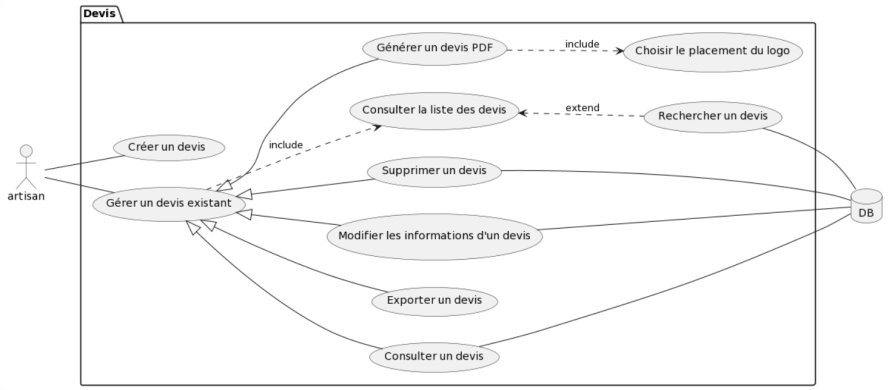 Devis
Générer un devis PDF
include
Choisir le placement du logo
Consulter la liste des devis
extend
Rechercher un devis
Créer un devis
include
artisan
Supprimer un devis
Gérer un devis existant
DB
Modifier les informations d'un devis
Exporter un devis
Consulter un devis